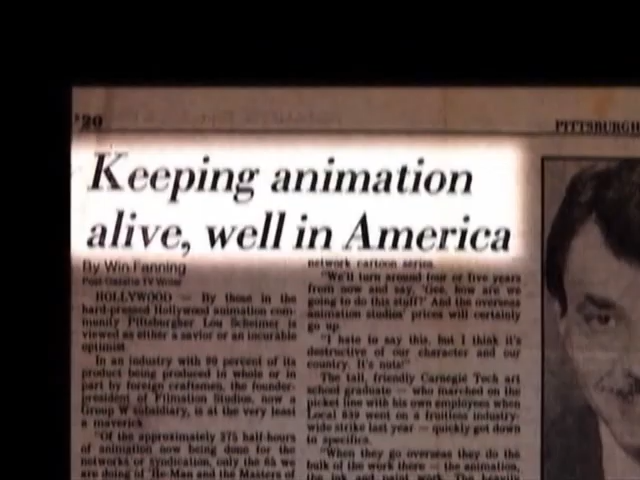 20
PITTSBURGH
Keeping animation
alive, well in America
By Win Fanning
Post-Gazette TV Writer
HOLLYWOOD — By those in the
hard-pressed Hollywood animation com-
munity Pittsburgher Lou Scheimer is
viewed as either a savior or an incurable
optimist.
In an industry with 90 percent of its
product being produced in whole or in
part by foreign craftsmen, the founder-
president of Filmation Studios, now a
Group W subsidiary, is at the very least
a maverick.
"Of the approximately 275 half-hours
of animation now being done for the
networks or syndication, only the 65 we
are doing of 'He-Man and the Masters of
network cartoon series.
"We'll turn around four or five years
from now and say, 'Gee, how are we
going to do this stuff?' And the overseas
animation studios' prices will certainly
go up.
"I hate to say this, but I think it's
destructive of our character and our
country. It's nuts!"
The tall, friendly Carnegie Tech art
school graduate — who marched on the
picket line with his own employees when
Local 839 went on a fruitless industry-
wide strike last year — quickly got down
to specifics.
"When they go overseas they do the
bulk of the work there — the animation,
the ink and paint work. The heavily